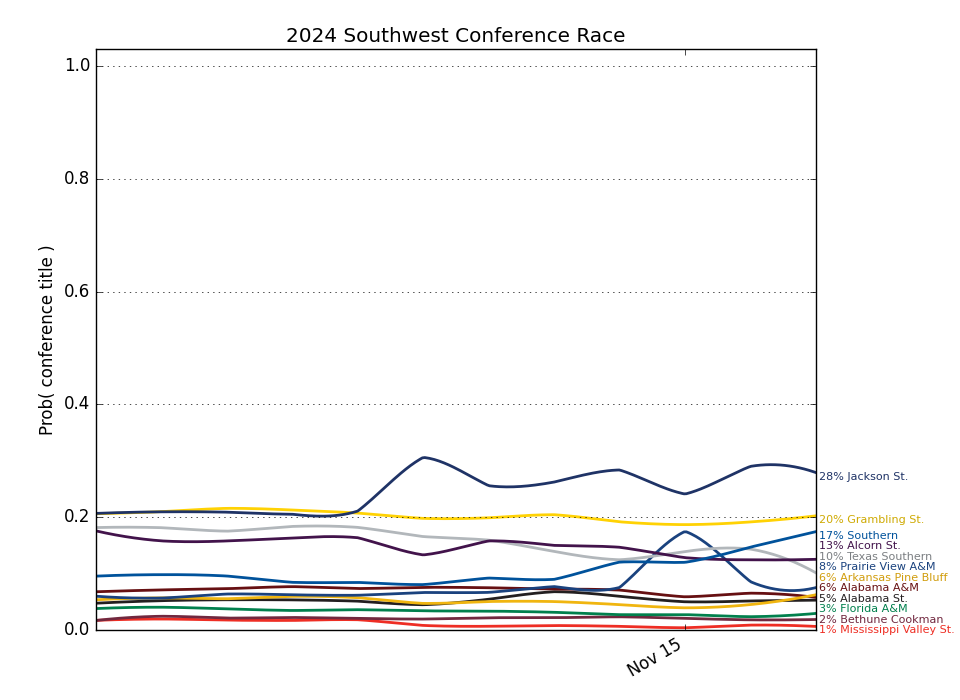 2024 Southwest Conference Race
Prob( conference title )
1.0
0.8
0.6
0.4
0.2
0.0
Nov 15
28% Jackson St.
20% Grambling St.
17% Southern
13% Alcorn St.
10% Texas Southern
8% Prairie View A&M
6% Arkansas Pine Bluff
6% Alabama A&M
5% Alabama St.
3% Florida A&M
2% Bethune Cookman
1% Mississippi Valley St.